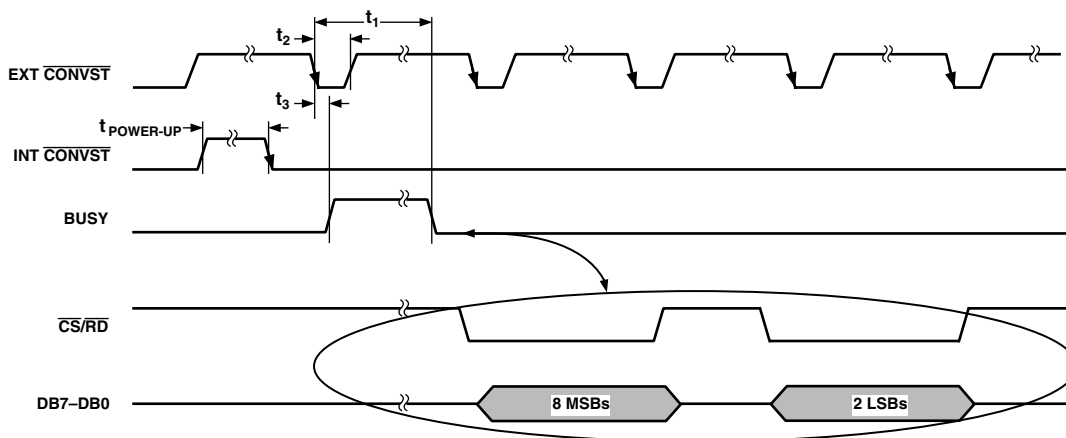 t1
t2
EXT CONVST
t3
tPOWER-UP
INT CONVST
BUSY
CS/RD
DB7–DB0
8 MSBs
2 LSBs